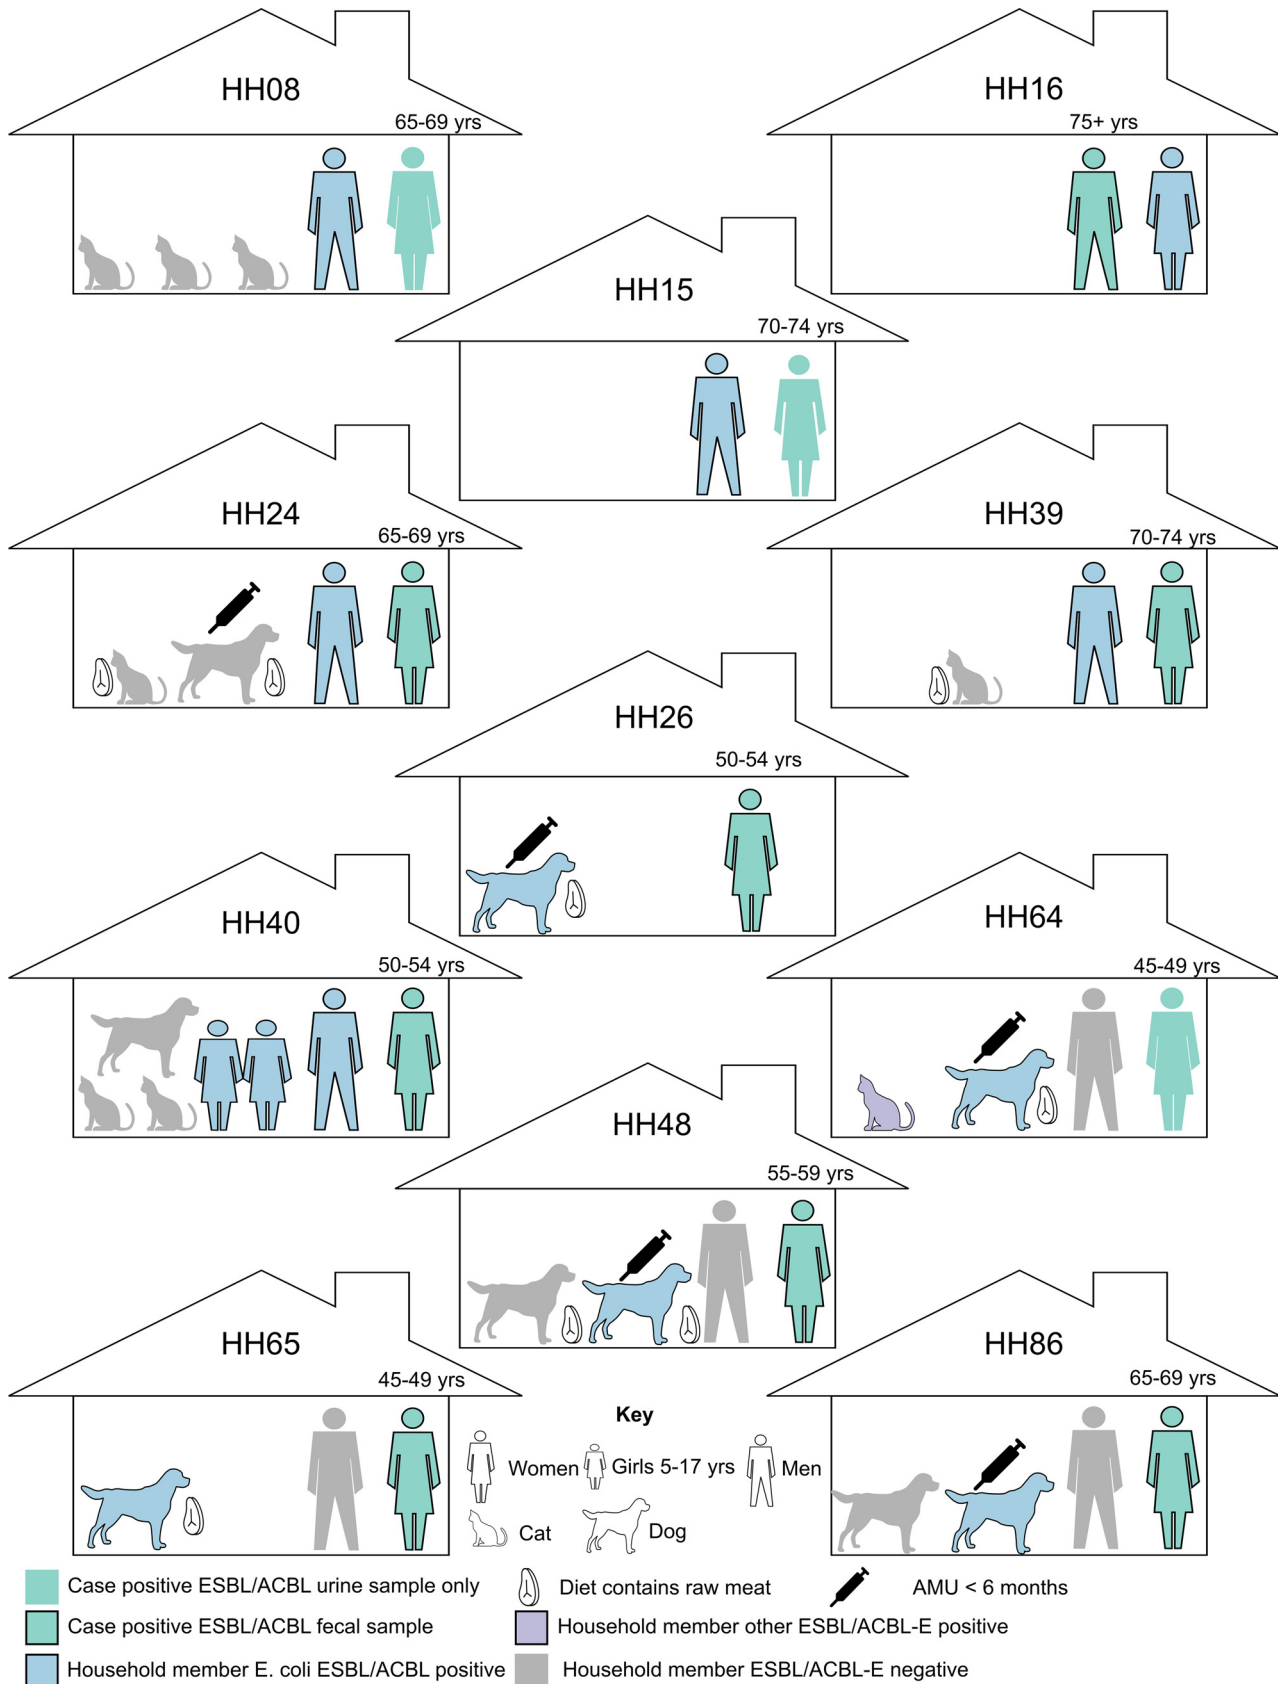 HH08
65-69 yrs
HH16
75+ yrs
HH15
70-74 yrs
HH24
65-69 yrs
HH39
70-74 yrs
HH26
50-54 yrs
HH40
50-54 yrs
HH64
45-49 yrs
HH48
55-59 yrs
HH65
45-49 yrs
HH86
65-69 yrs
Key
Women
Girls 5-17 yrs
Men
Cat
Dog
Case positive ESBL/ACBL urine sample only
Diet contains raw meat
AMU < 6 months
Case positive ESBL/ACBL fecal sample
Household member other ESBL/ACBL-E positive
Household member E. coli ESBL/ACBL positive
Household member ESBL/ACBL-E negative